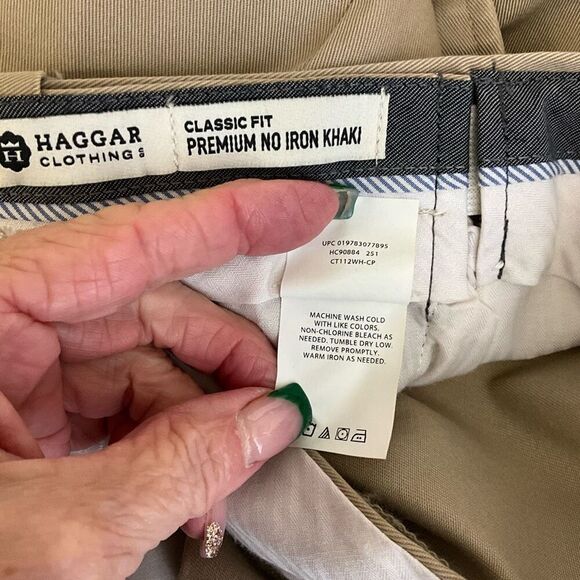 H
HAGGAR
CLOTHING CO
CLASSIC FIT
PREMIUM NO IRON KHAKI
UPC 019783077895
HC90884 251
CT112WH-CP
MACHINE WASH COLD
WITH LIKE COLORS.
NON-CHLORINE BLEACH AS
NEEDED. TUMBLE DRY LOW.
REMOVE PROMPTLY.
WARM IRON AS NEEDED.